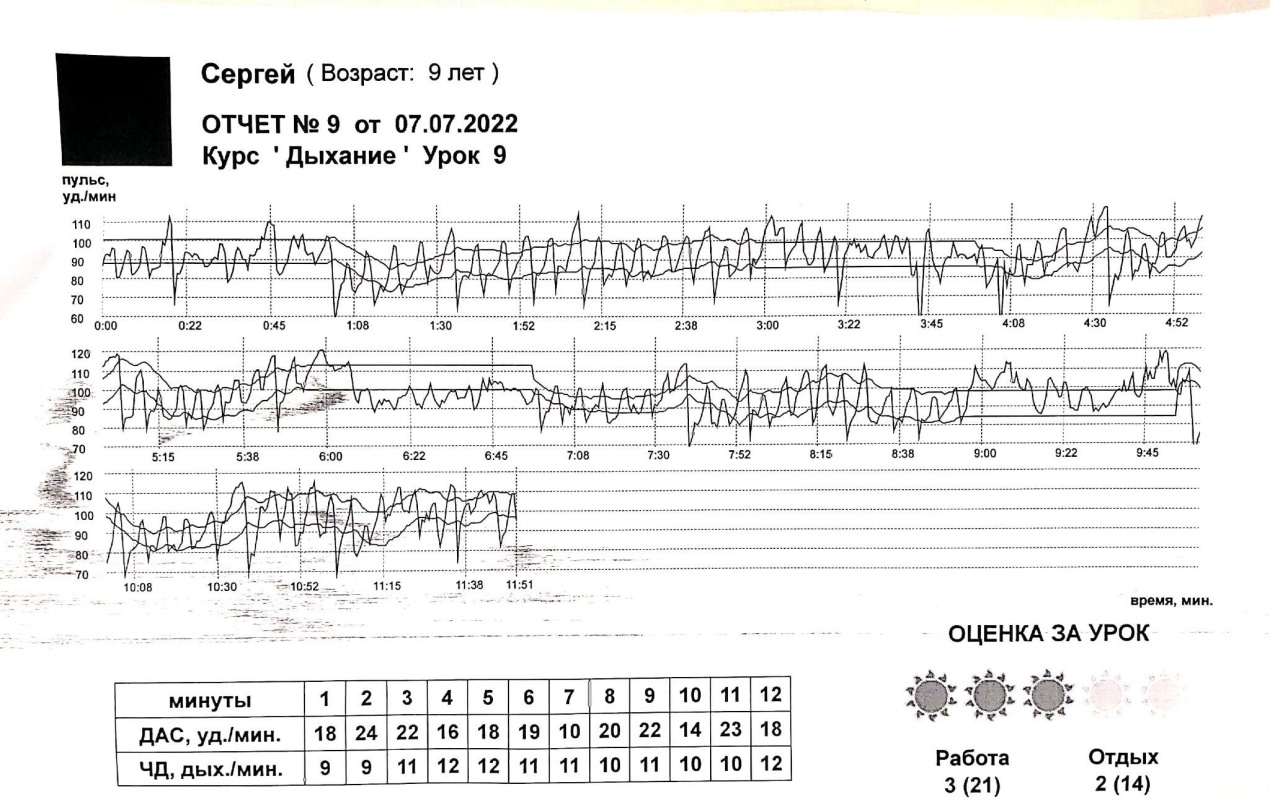 Сергей ( Возраст: 9 лет )
ОТЧЕТ № 9 от 07.07.2022
Курс ' Дыхание ' Урок 9
пульс,
уд./мин
110
100
90
80
70
60
0:00 0:22 0:45 1:08 1:30 1:52 2:15 2:38 3:00 3:22 3:45 4:08 4:30 4:52
120
110
100
90
80
70
5:15 5:38 6:00 6:22 6:45 7:08 7:30 7:52 8:15 8:38 9:00 9:22 9:45
120
110
100
90
80
70
10:08 10:30 10:52 11:15 11:38 11:51
время, мин.
ОЦЕНКА ЗА УРОК
минуты 1 2 3 4 5 6 7 8 9 10 11 12
ДАС, уд./мин. 18 24 22 16 18 19 10 20 22 14 23 18
ЧД, дых./мин. 9 9 11 12 12 11 11 10 11 10 10 12
Работа Отдых
3 (21) 2 (14)